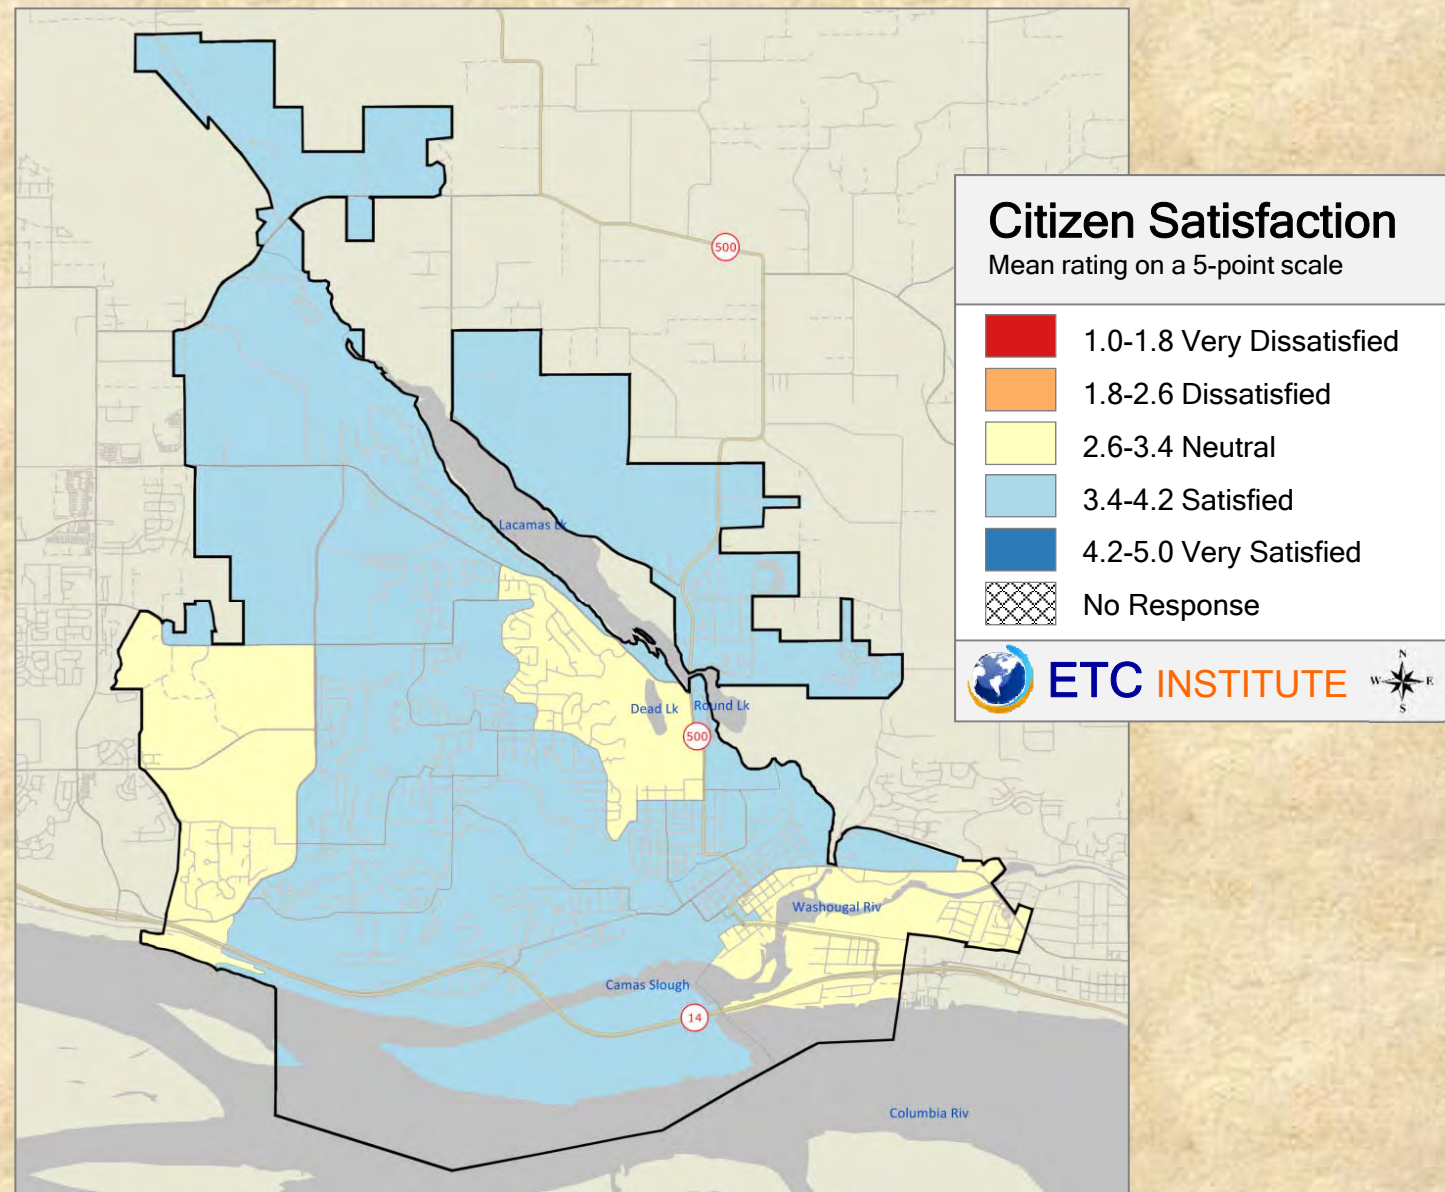 500
Citizen Satisfaction
Mean rating on a 5-point scale
1.0-1.8 Very Dissatisfied
1.8-2.6 Dissatisfied
2.6-3.4 Neutral
3.4-4.2 Satisfied
4.2-5.0 Very Satisfied
No Response
ETC INSTITUTE
N
W E
S
Lacamas Lk
Dead Lk
Round Lk
500
Washougal Riv
Camas Slough
14
Columbia Riv